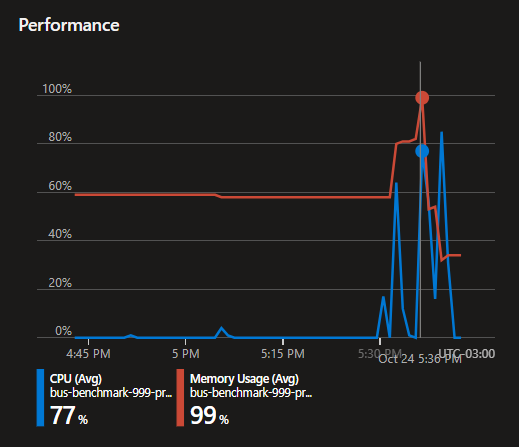 Performance
100%
80%
60%
40%
20%
0%
4:45 PM
5 PM
5:15 PM
5:30 PM
UTC-03:00
Oct 24 5:36 PM
CPU (Avg)
bus-benchmark-999-pr...
77 %
Memory Usage (Avg)
bus-benchmark-999-pr...
99 %